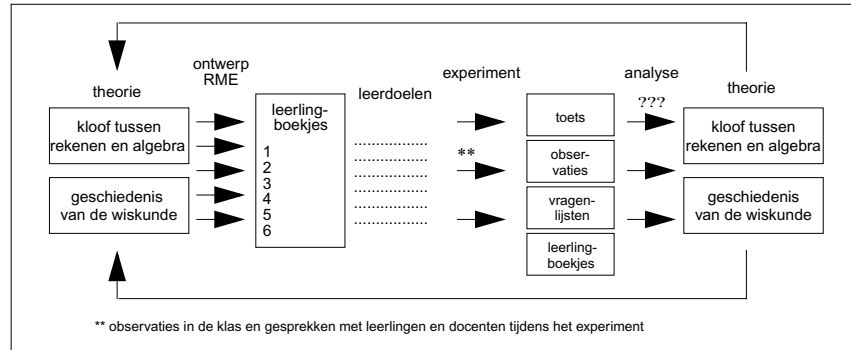 theorie
kloof tussen
rekenen en algebra
geschiedenis
van de wiskunde
ontwerp
RME
leerling-
boekjes
1
2
3
4
5
6
leerdoelen
....................
....................
....................
....................
....................
....................
experiment
**
toets
obser-
vaties
vragen-
lijsten
leerling-
boekjes
analyse
???
theorie
kloof tussen
rekenen en algebra
geschiedenis
van de wiskunde
** observaties in de klas en gesprekken met leerlingen en docenten tijdens het experiment